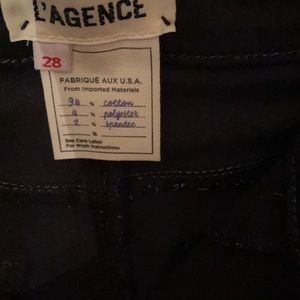 L'AGENCE
28
FABRIQUÉ AUX U.S.A.
From Imported Materials
94 % cotton
4 % polyester
2 % spandex
%
See Care Label
For Wash Instructions